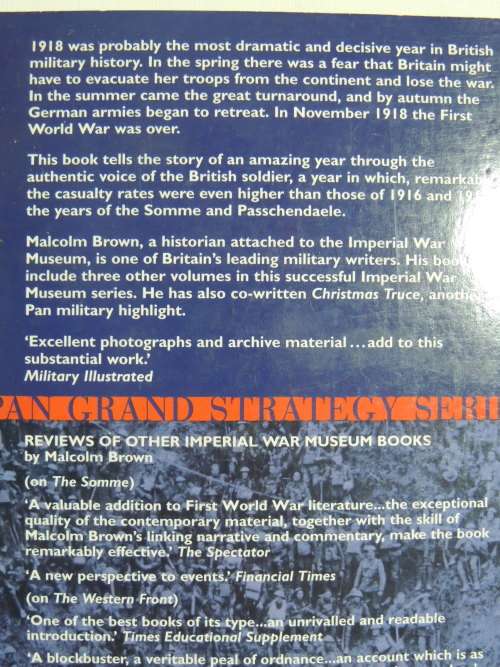 1918 was probably the most dramatic and decisive year in British
military history. In the spring there was a fear that Britain might
have to evacuate her troops from the continent and lose the war.
In the summer came the great turnaround, and by autumn the
German armies began to retreat. In November 1918 the First
World War was over.
This book tells the story of an amazing year through the
authentic voice of the British soldier, a year in which,
the casualty rates were even higher than those of 1916 and
the years of the Somme and Passchendaele.
Malcolm Brown, a historian attached to the Imperial War
Museum, is one of Britain's leading military writers. His
include three other volumes in this successful Imperial War
Museum series. He has also co-written Christmas Truce,
Pan military highlight.
'Excellent photographs and archive material...add to this
substantial work.'
Military Illustrated
PAN GRAND STRATEGY
REVIEWS OF OTHER IMPERIAL WAR MUSEUM BOOKS
by Malcolm Brown
(on The Somme)
'A valuable addition to First World War literature...the exceptional
quality of the contemporary material, together with the skill of
Malcolm Brown's linking narrative and commentary, make the book
remarkably effective.' The Spectator
'A new perspective to events.' Financial Times
(on The Western Front)
'One of the best books of its type...an unrivalled and readable
introduction.' Times Educational Supplement
'A blockbuster, a veritable peal of ordnance...an account which is as